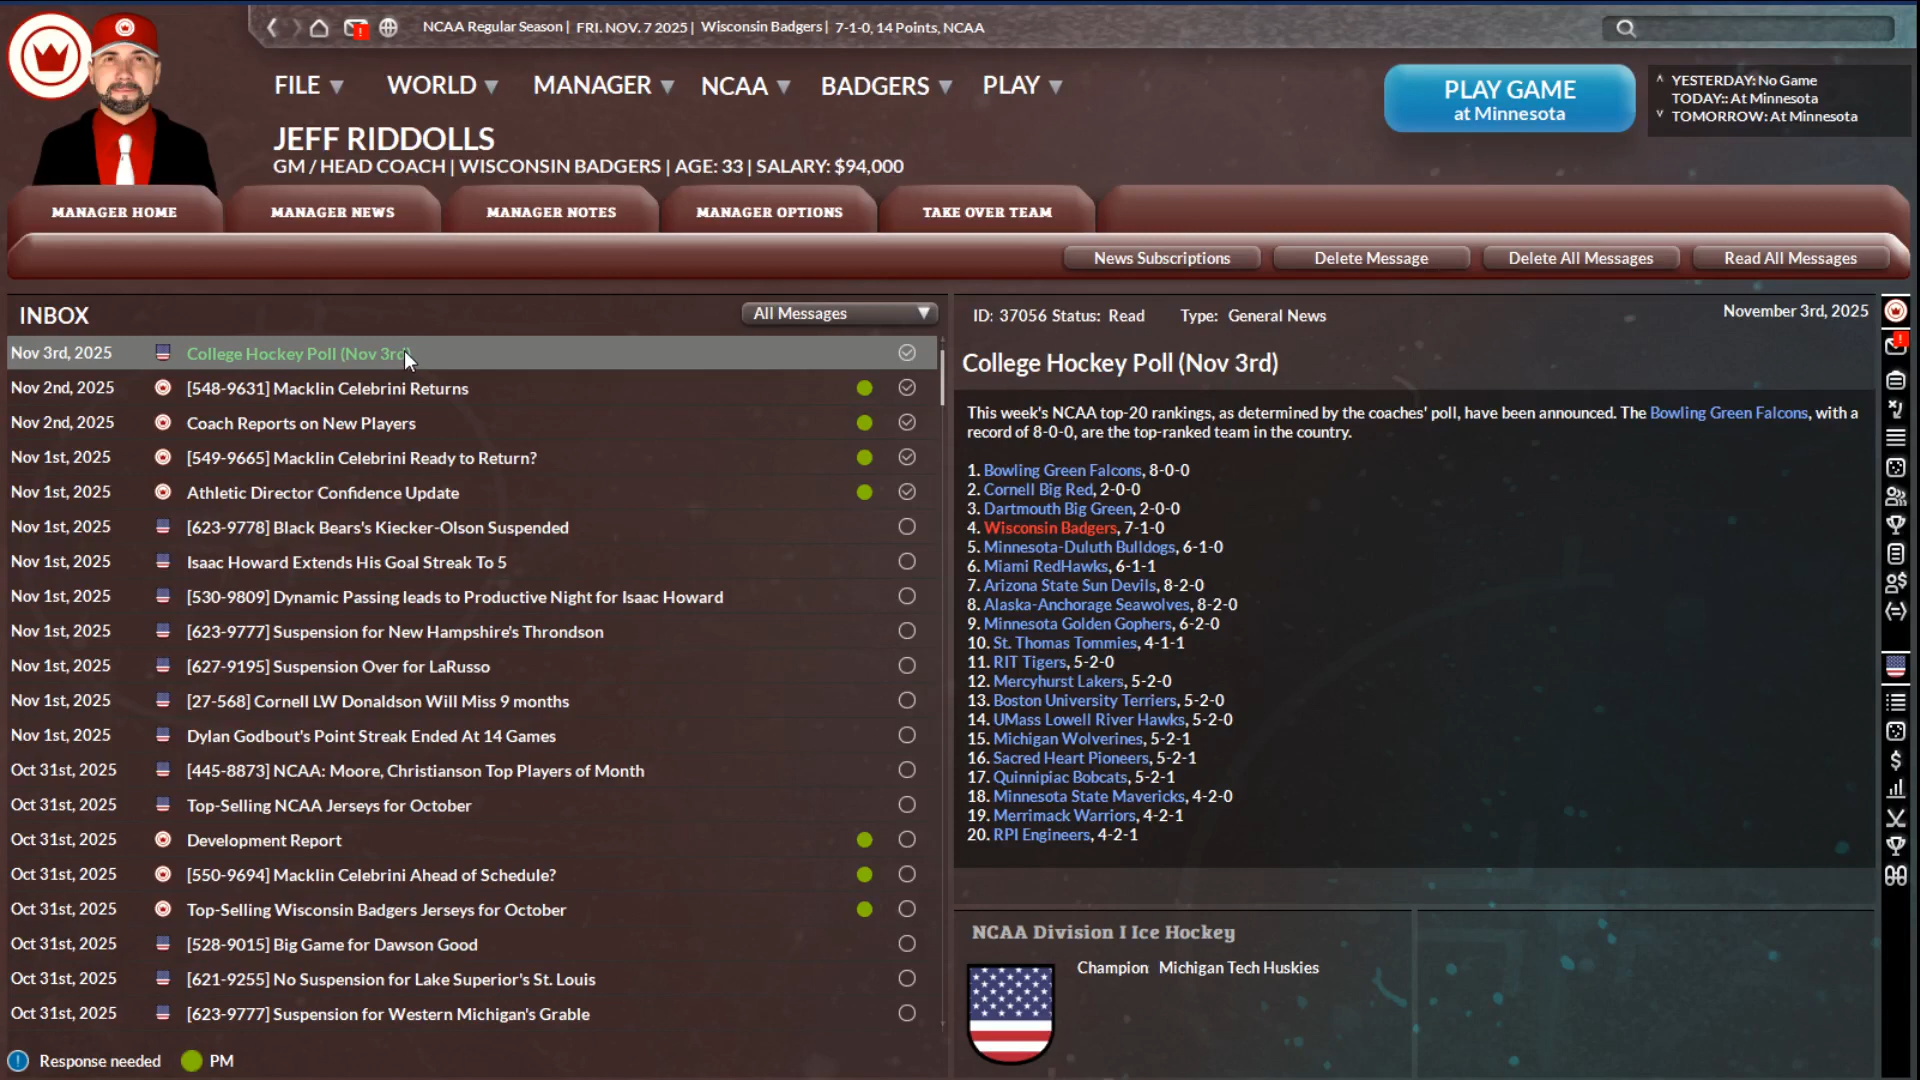 NCAA Regular Season | FRI. NOV. 7 2025 | Wisconsin Badgers | 7-1-0, 14 Points, NCAA
FILE WORLD MANAGER NCAA BADGERS PLAY
PLAY GAME
at Minnesota
YESTERDAY: No Game
TODAY:: At Minnesota
TOMORROW: At Minnesota
JEFF RIDDOLLS
GM / HEAD COACH | WISCONSIN BADGERS | AGE: 33 | SALARY: $94,000
MANAGER HOME MANAGER NEWS MANAGER NOTES MANAGER OPTIONS TAKE OVER TEAM
News Subscriptions Delete Message Delete All Messages Read All Messages
INBOX All Messages
Nov 3rd, 2025 College Hockey Poll (Nov 3rd)
Nov 2nd, 2025 [548-9631] Macklin Celebrini Returns
Nov 2nd, 2025 Coach Reports on New Players
Nov 1st, 2025 [549-9665] Macklin Celebrini Ready to Return?
Nov 1st, 2025 Athletic Director Confidence Update
Nov 1st, 2025 [623-9778] Black Bears's Kiecker-Olson Suspended
Nov 1st, 2025 Isaac Howard Extends His Goal Streak To 5
Nov 1st, 2025 [530-9809] Dynamic Passing leads to Productive Night for Isaac Howard
Nov 1st, 2025 [623-9777] Suspension for New Hampshire's Throndson
Nov 1st, 2025 [627-9195] Suspension Over for LaRusso
Nov 1st, 2025 [27-568] Cornell LW Donaldson Will Miss 9 months
Nov 1st, 2025 Dylan Godbout's Point Streak Ended At 14 Games
Oct 31st, 2025 [445-8873] NCAA: Moore, Christianson Top Players of Month
Oct 31st, 2025 Top-Selling NCAA Jerseys for October
Oct 31st, 2025 Development Report
Oct 31st, 2025 [550-9694] Macklin Celebrini Ahead of Schedule?
Oct 31st, 2025 Top-Selling Wisconsin Badgers Jerseys for October
Oct 31st, 2025 [528-9015] Big Game for Dawson Good
Oct 31st, 2025 [621-9255] No Suspension for Lake Superior's St. Louis
Oct 31st, 2025 [623-9777] Suspension for Western Michigan's Grable
Response needed PM
ID: 37056 Status: Read Type: General News November 3rd, 2025
College Hockey Poll (Nov 3rd)
This week's NCAA top-20 rankings, as determined by the coaches' poll, have been announced. The Bowling Green Falcons, with a
record of 8-0-0, are the top-ranked team in the country.
1. Bowling Green Falcons, 8-0-0
2. Cornell Big Red, 2-0-0
3. Dartmouth Big Green, 2-0-0
4. Wisconsin Badgers, 7-1-0
5. Minnesota-Duluth Bulldogs, 6-1-0
6. Miami RedHawks, 6-1-1
7. Arizona State Sun Devils, 8-2-0
8. Alaska-Anchorage Seawolves, 8-2-0
9. Minnesota Golden Gophers, 6-2-0
10. St. Thomas Tommies, 4-1-1
11. RIT Tigers, 5-2-0
12. Mercyhurst Lakers, 5-2-0
13. Boston University Terriers, 5-2-0
14. UMass Lowell River Hawks, 5-2-0
15. Michigan Wolverines, 5-2-1
16. Sacred Heart Pioneers, 5-2-1
17. Quinnipiac Bobcats, 5-2-1
18. Minnesota State Mavericks, 4-2-0
19. Merrimack Warriors, 4-2-1
20. RPI Engineers, 4-2-1
NCAA Division I Ice Hockey
Champion Michigan Tech Huskies